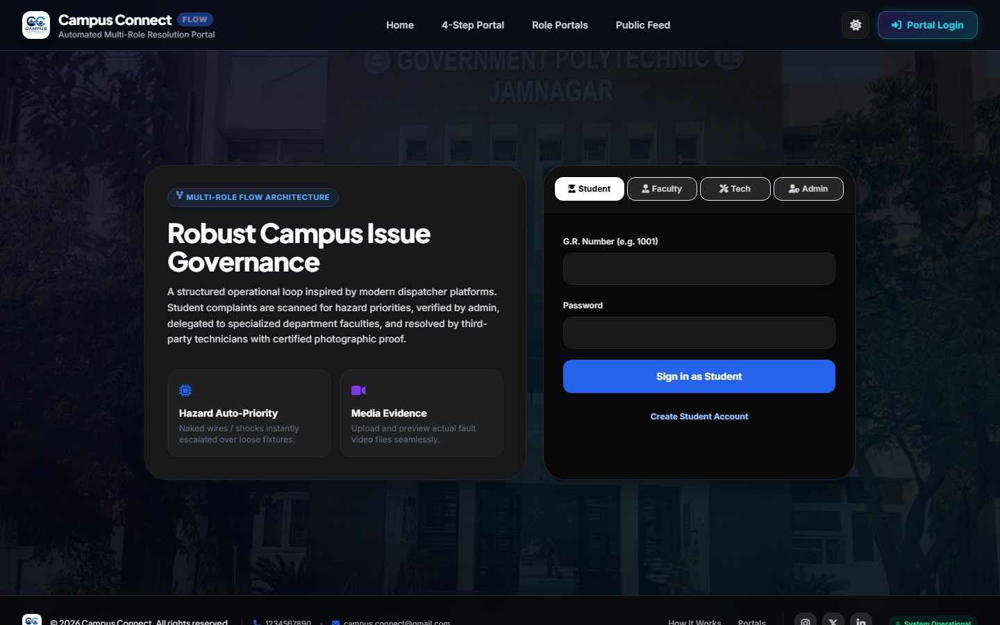 CAMPUS
Campus Connect FLOW
Automated Multi-Role Resolution Portal
Home
4-Step Portal
Role Portals
Public Feed
Portal Login
GOVERNMENT POLYTECHNIC
JAMNAGAR
MULTI-ROLE FLOW ARCHITECTURE
Robust Campus Issue
Governance
A structured operational loop inspired by modern dispatcher platforms.
Student complaints are scanned for hazard priorities, verified by admin,
delegated to specialized department faculties, and resolved by third-
party technicians with certified photographic proof.
Hazard Auto-Priority
Naked wires / shocks instantly
escalated over loose fixtures.
Media Evidence
Upload and preview actual fault
video files seamlessly.
Student
Faculty
Tech
Admin
G.R. Number (e.g. 1001)
Password
Sign in as Student
Create Student Account
© 2026 Campus Connect. All rights reserved.
1234567890
campus.connect@gmail.com
How It Works
Portals
System Operational